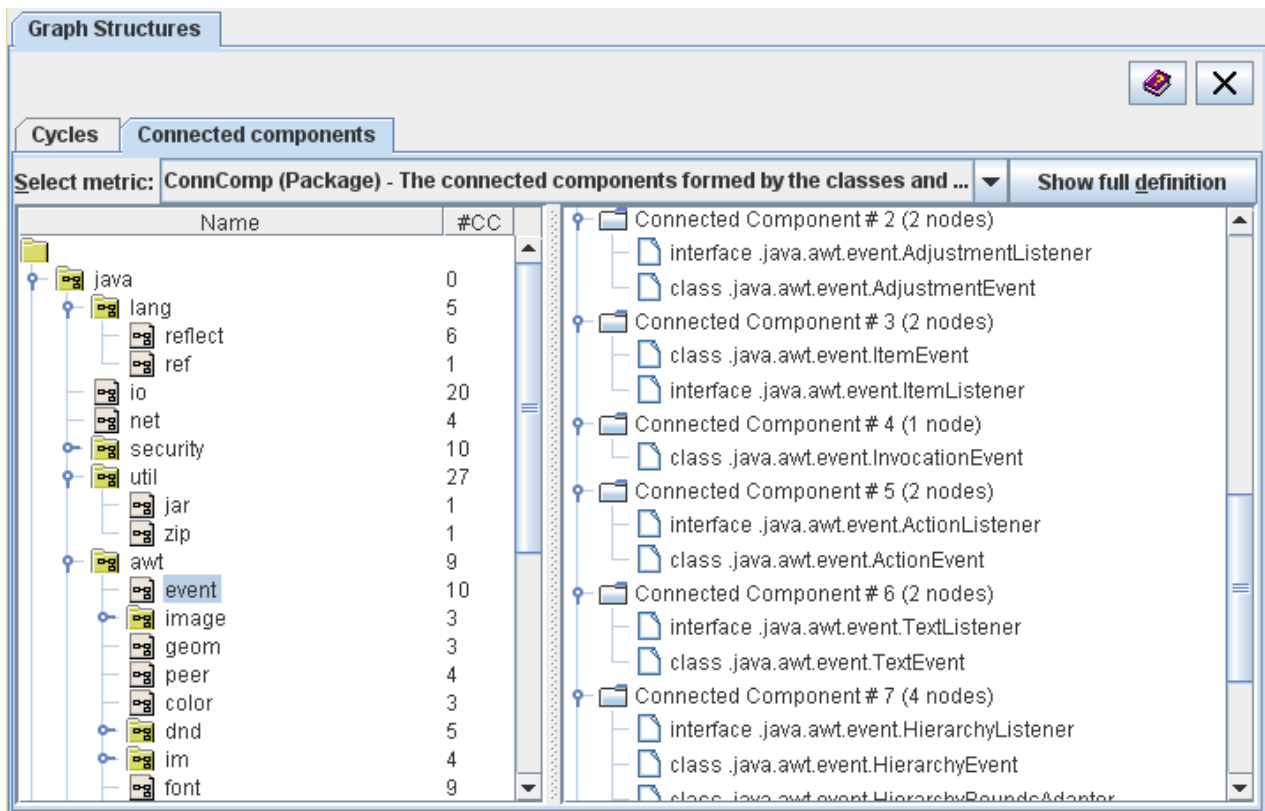 Graph Structures
Cycles Connected components
Select metric: ConnComp (Package) - The connected components formed by the classes and ... Show full definition
Name #CC
java 0
lang 5
reflect 6
ref 1
io 20
net 4
security 10
util 27
jar 1
zip 1
awt 9
event 10
image 3
geom 3
peer 4
color 3
dnd 5
im 4
font 9
Connected Component # 2 (2 nodes)
interface .java.awt.event.AdjustmentListener
class .java.awt.event.AdjustmentEvent
Connected Component # 3 (2 nodes)
class .java.awt.event.ItemEvent
interface .java.awt.event.ItemListener
Connected Component # 4 (1 node)
class .java.awt.event.InvocationEvent
Connected Component # 5 (2 nodes)
interface .java.awt.event.ActionListener
class .java.awt.event.ActionEvent
Connected Component # 6 (2 nodes)
interface .java.awt.event.TextListener
class .java.awt.event.TextEvent
Connected Component # 7 (4 nodes)
interface .java.awt.event.HierarchyListener
class .java.awt.event.HierarchyEvent
class .java.awt.event.HierarchyBoundsAdapter